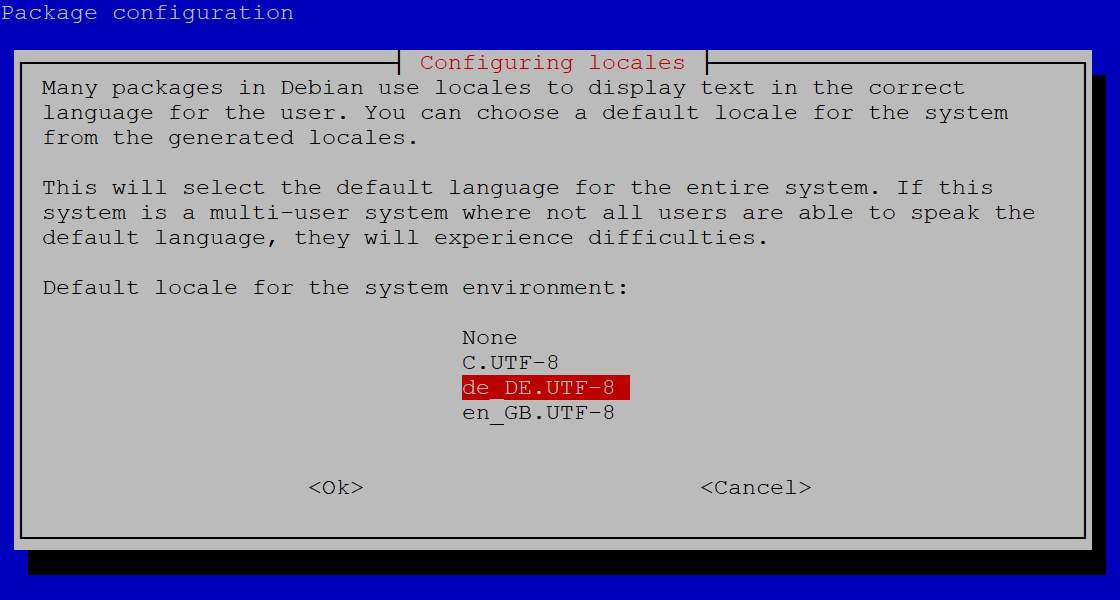 Package configuration
Configuring locales
Many packages in Debian use locales to display text in the correct
language for the user. You can choose a default locale for the system
from the generated locales.
This will select the default language for the entire system. If this
system is a multi-user system where not all users are able to speak the
default language, they will experience difficulties.
Default locale for the system environment:
None
C.UTF-8
de_DE.UTF-8
en_GB.UTF-8
<Ok> <Cancel>